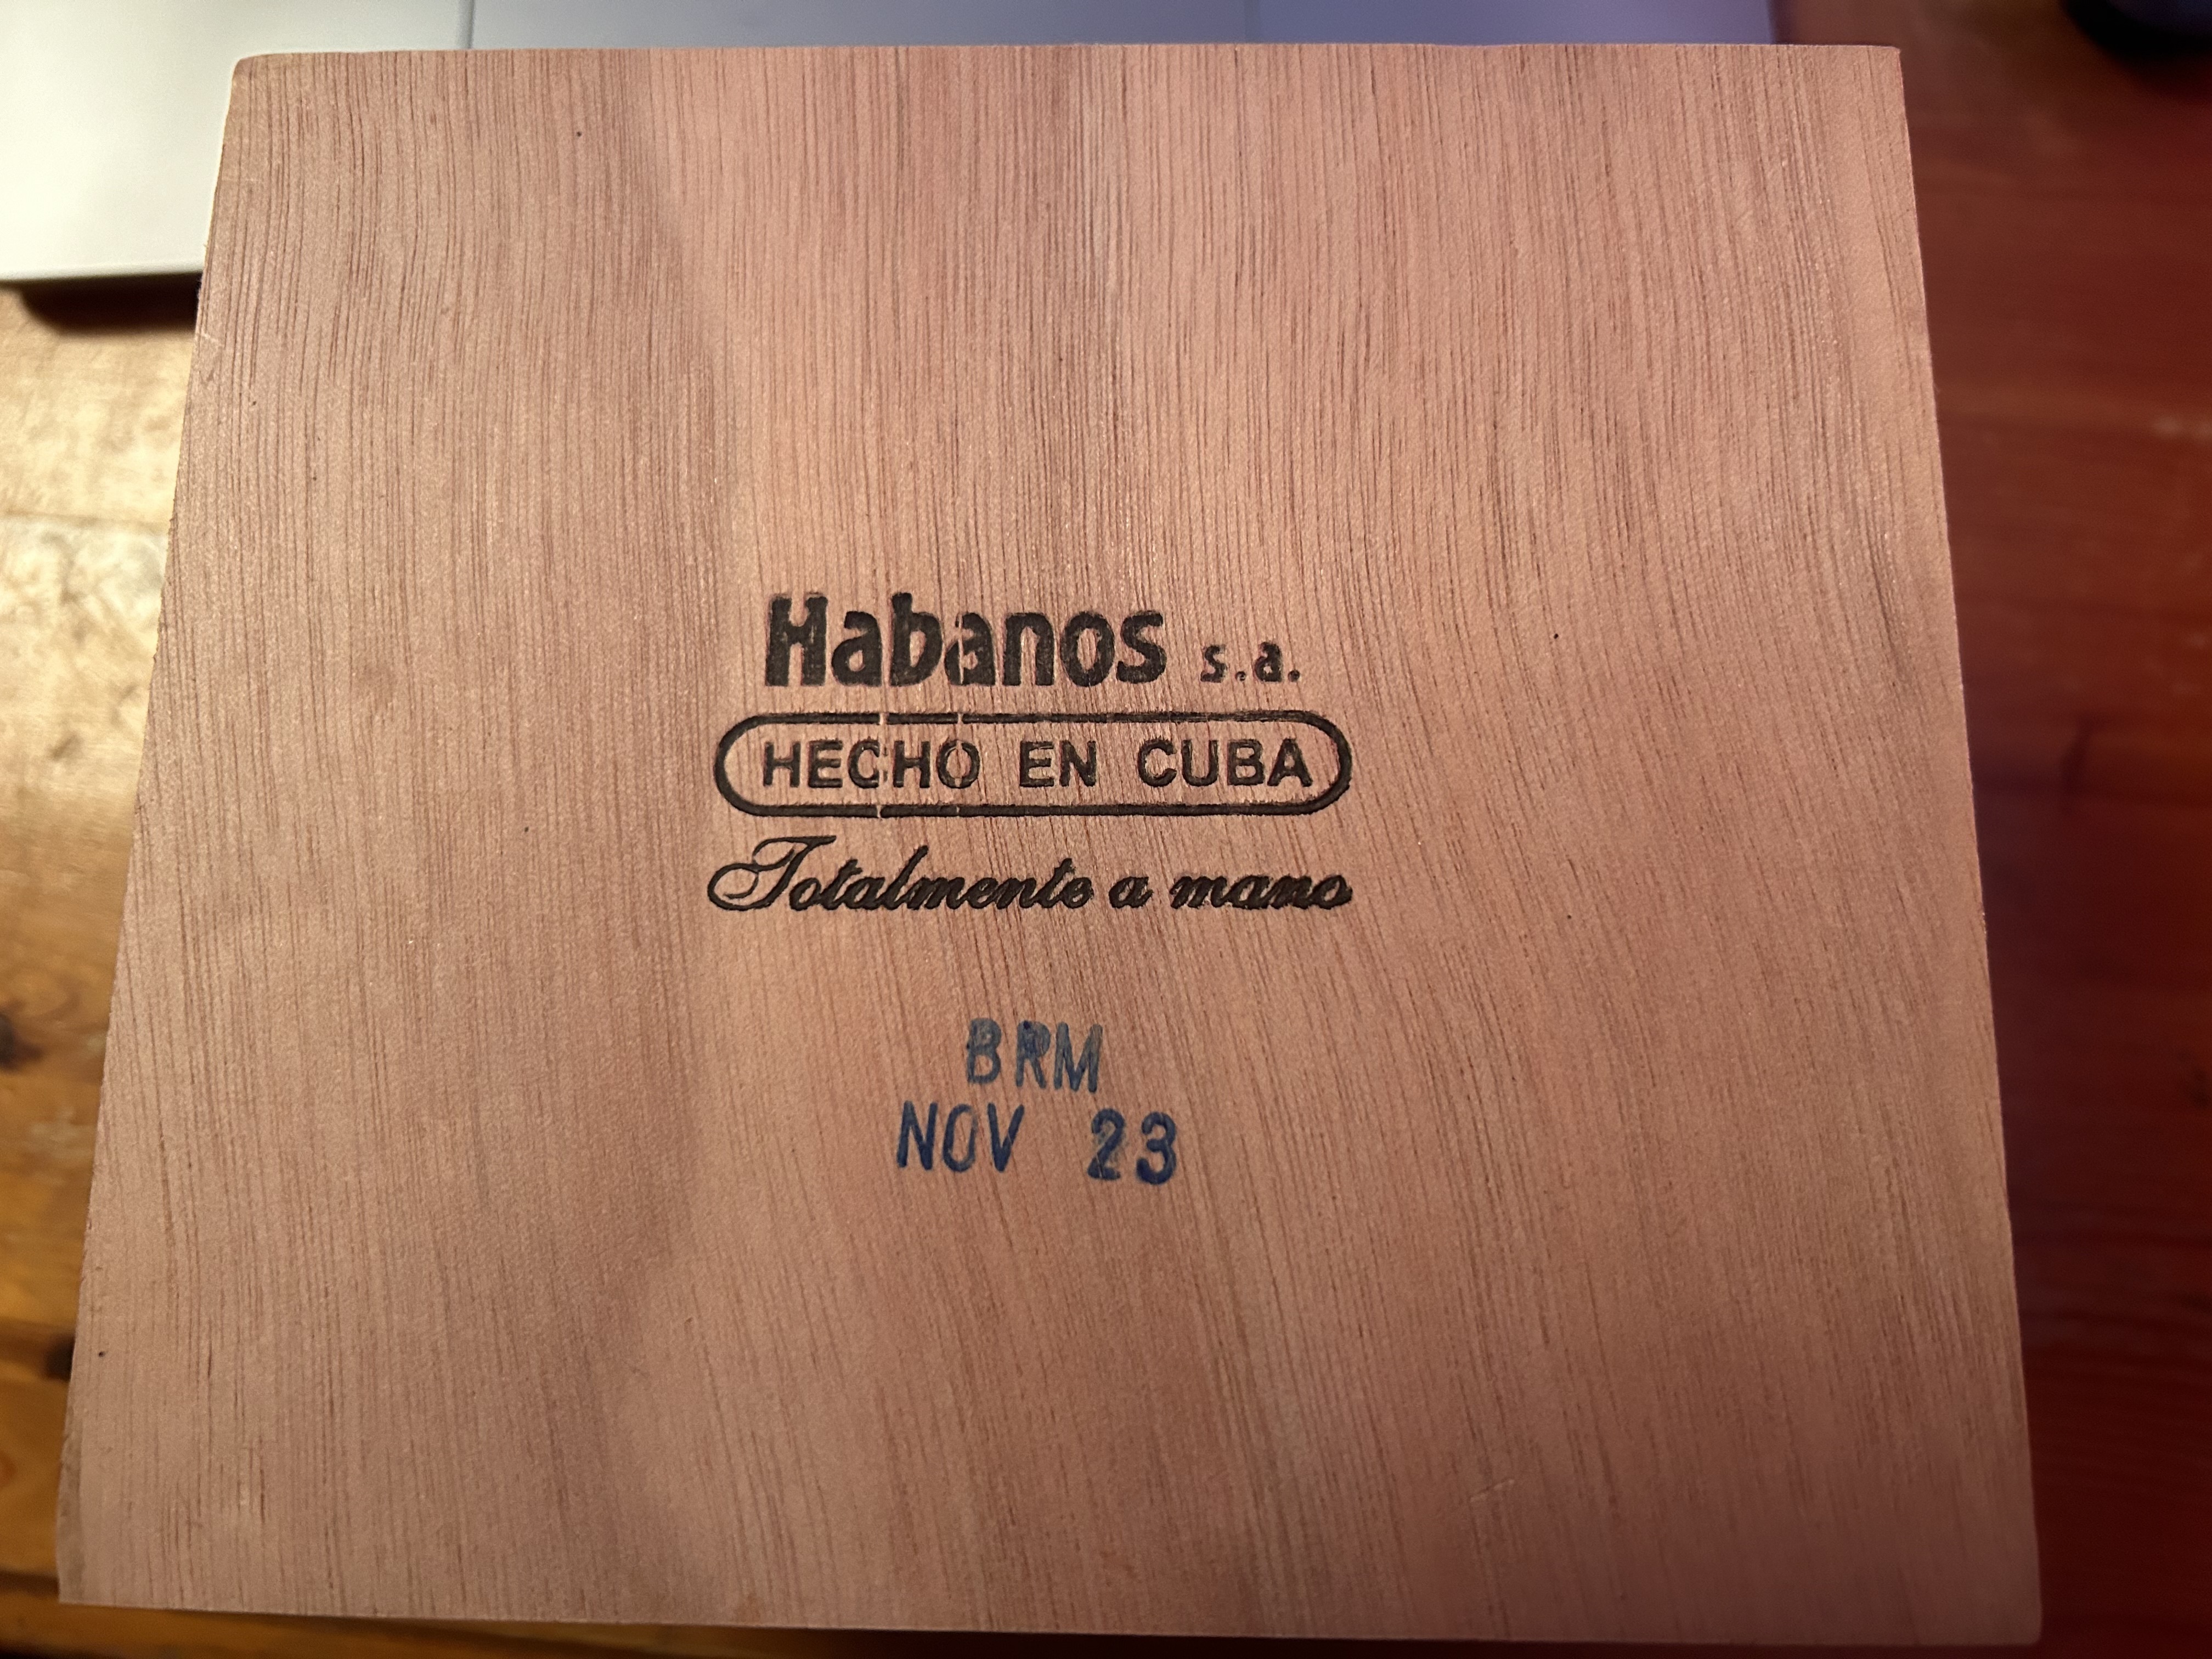 Habanos s.a.
HECHO EN CUBA
Totalmente a mano
BRM
NOV 23